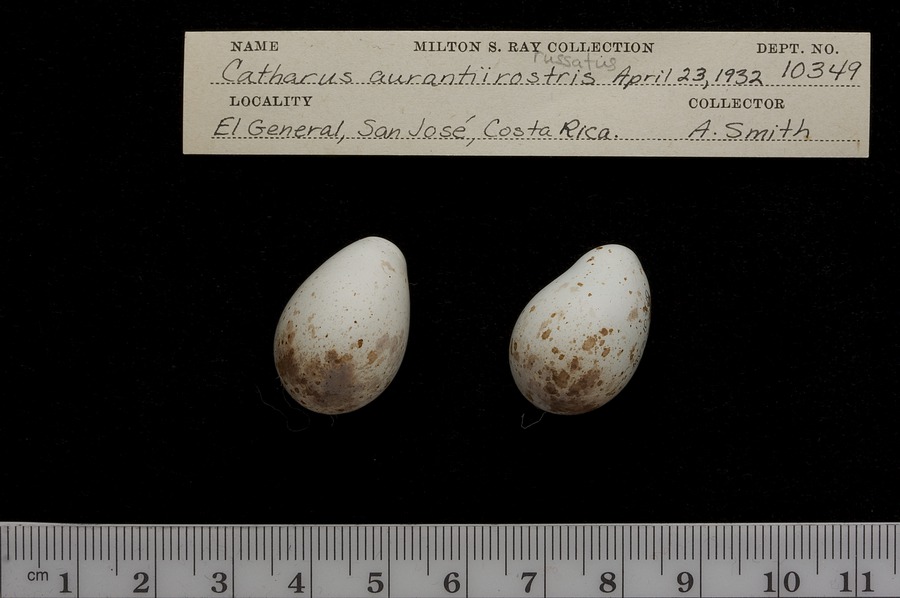 NAME MILTON S. RAY COLLECTION DEPT. NO.
russatus
Catharus aurantiirostris April 23, 1932 10349
LOCALITY COLLECTOR
El General, San José, Costa Rica. A. Smith
cm 1 2 3 4 5 6 7 8 9 10 11